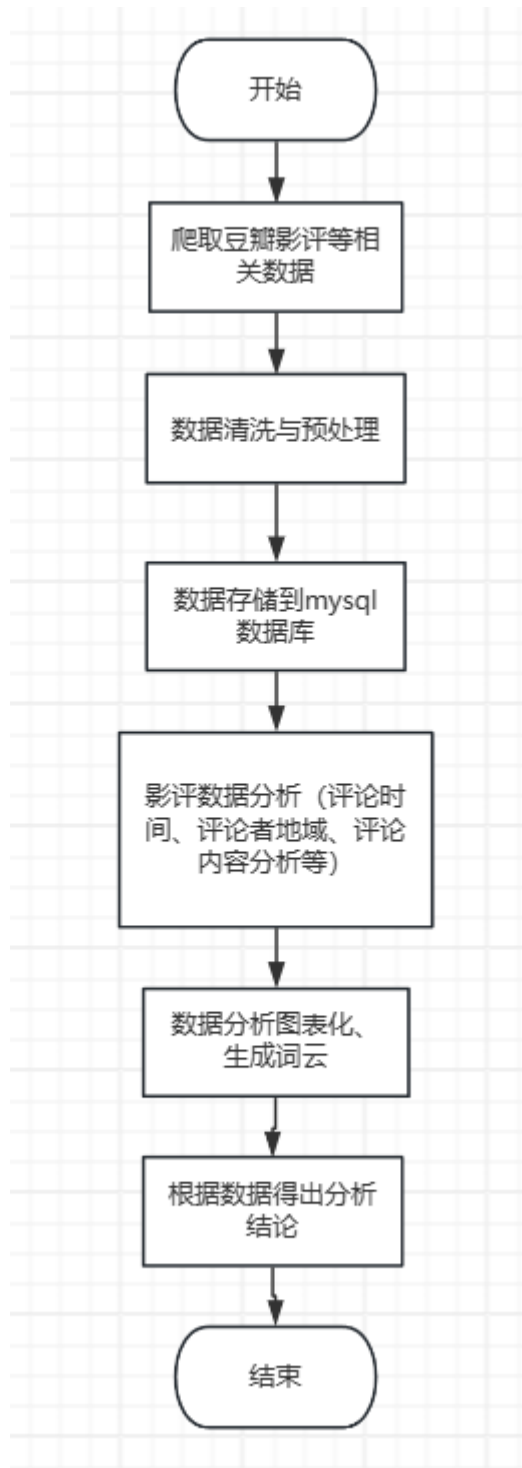 开始
爬取豆瓣影评等相
关数据
数据清洗与预处理
数据存储到mysql
数据库
影评数据分析（评论时
间、评论者地域、评论
内容分析等）
数据分析图表化、
生成词云
根据数据得出分析
结论
结束